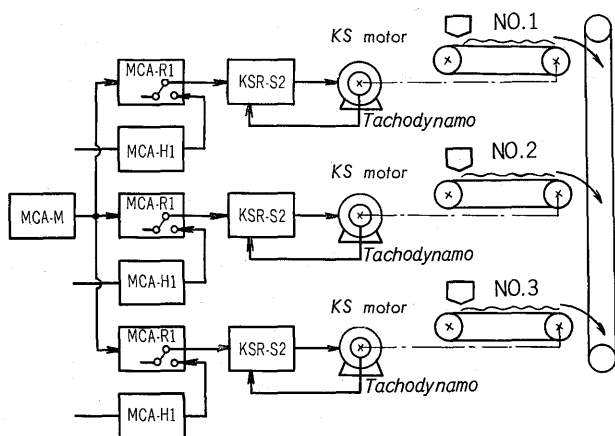 MCA-R1
KSR-S2
KS motor
NO.1
Tachodynamo
MCA-H1
MCA-M
MCA-R1
KSR-S2
KS motor
NO.2
Tachodynamo
MCA-H1
MCA-R1
KSR-S2
KS motor
NO.3
Tachodynamo
MCA-H1